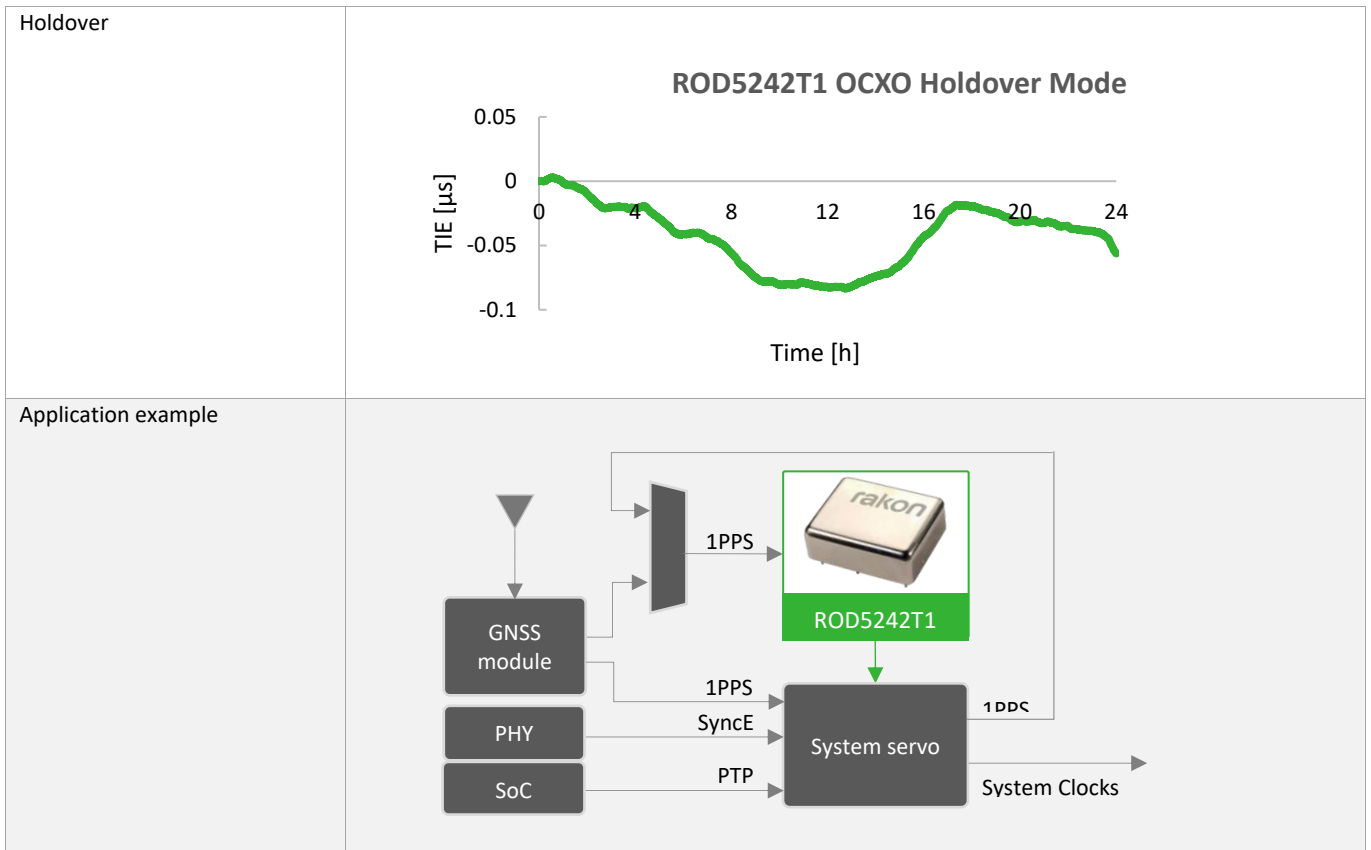 Holdover
ROD5242T1 OCXO Holdover Mode
0.05
0
-0.05
-0.1
TIE [µs]
0 4 8 12 16 20 24
Time [h]
Application example
rakon
1PPS
ROD5242T1
GNSS
module
1PPS
1PPS
SyncE
PHY
System servo
PTP
SoC
System Clocks